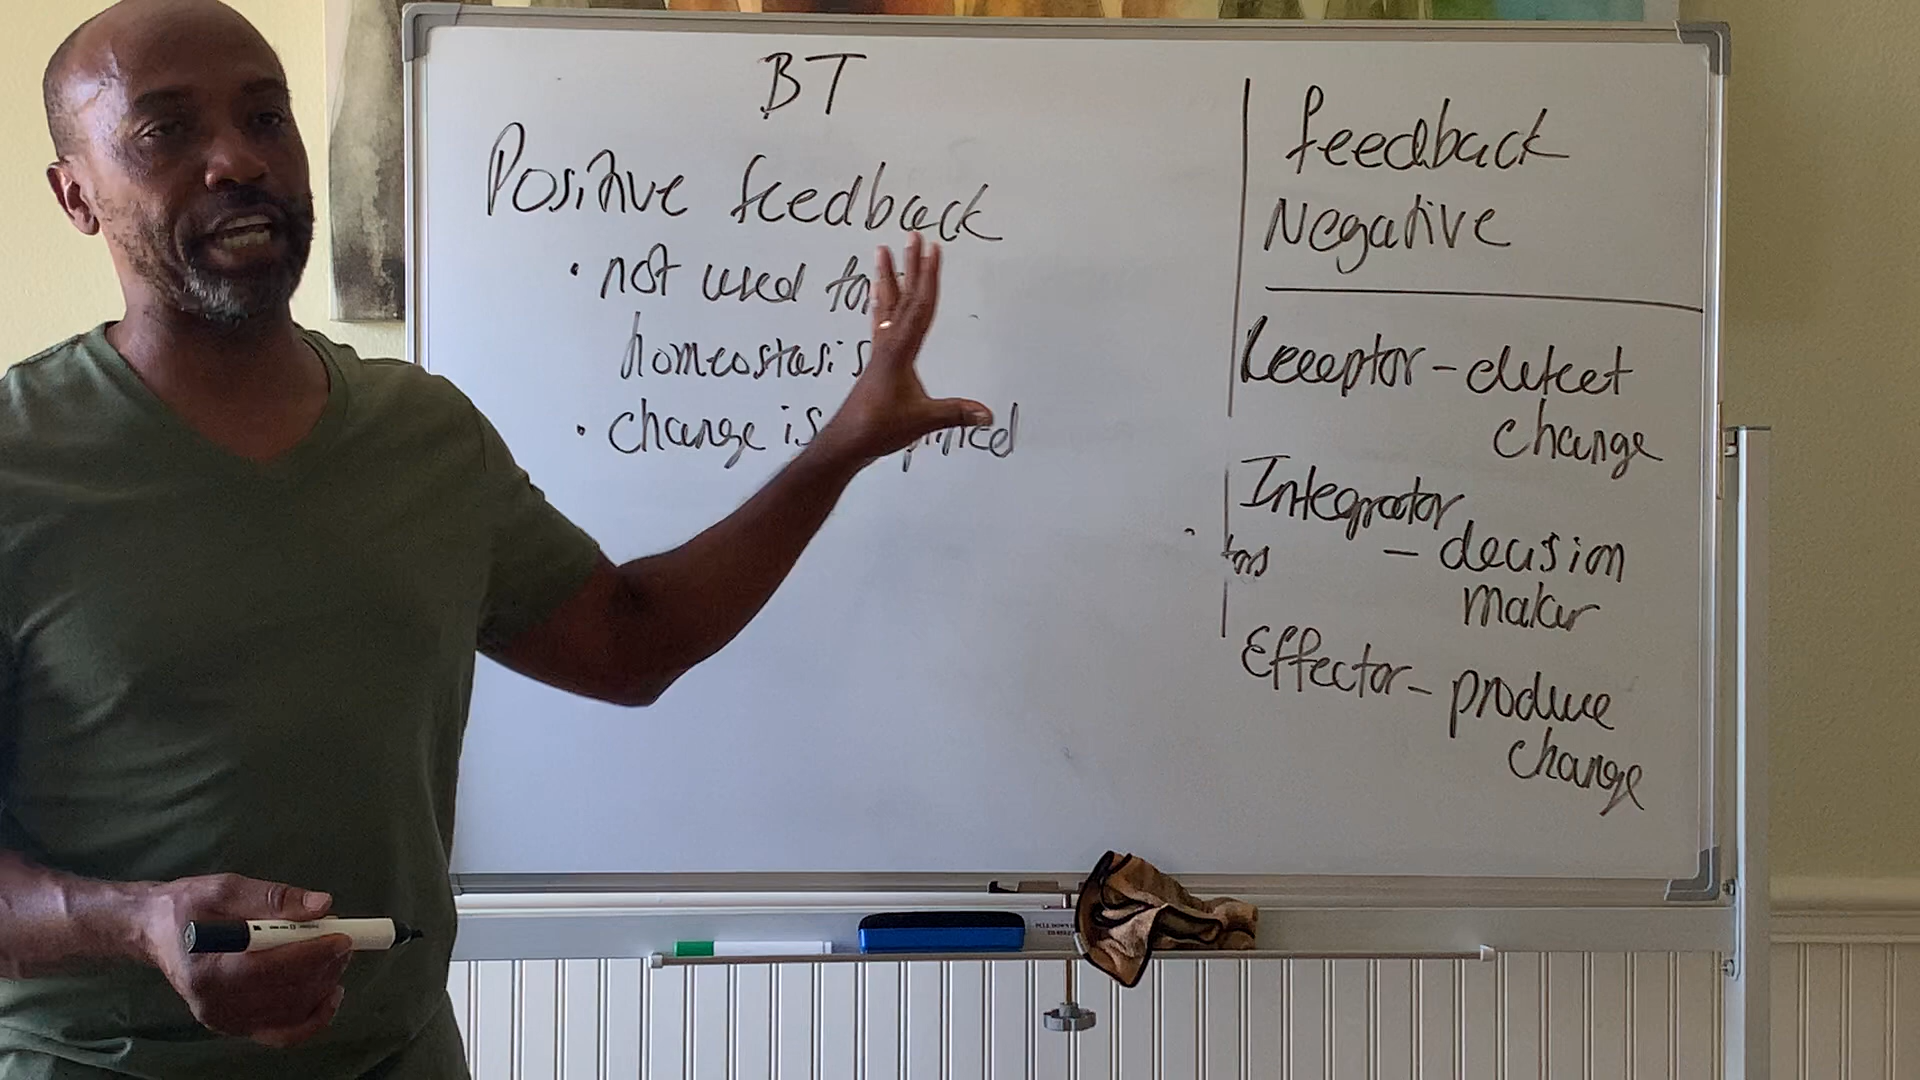 BT
Positive feedback
• not used for
homeostasis
• change is
feedback
Negative
Receptor - detect
change
Integrator
- decision
maker
Effector - produce
change